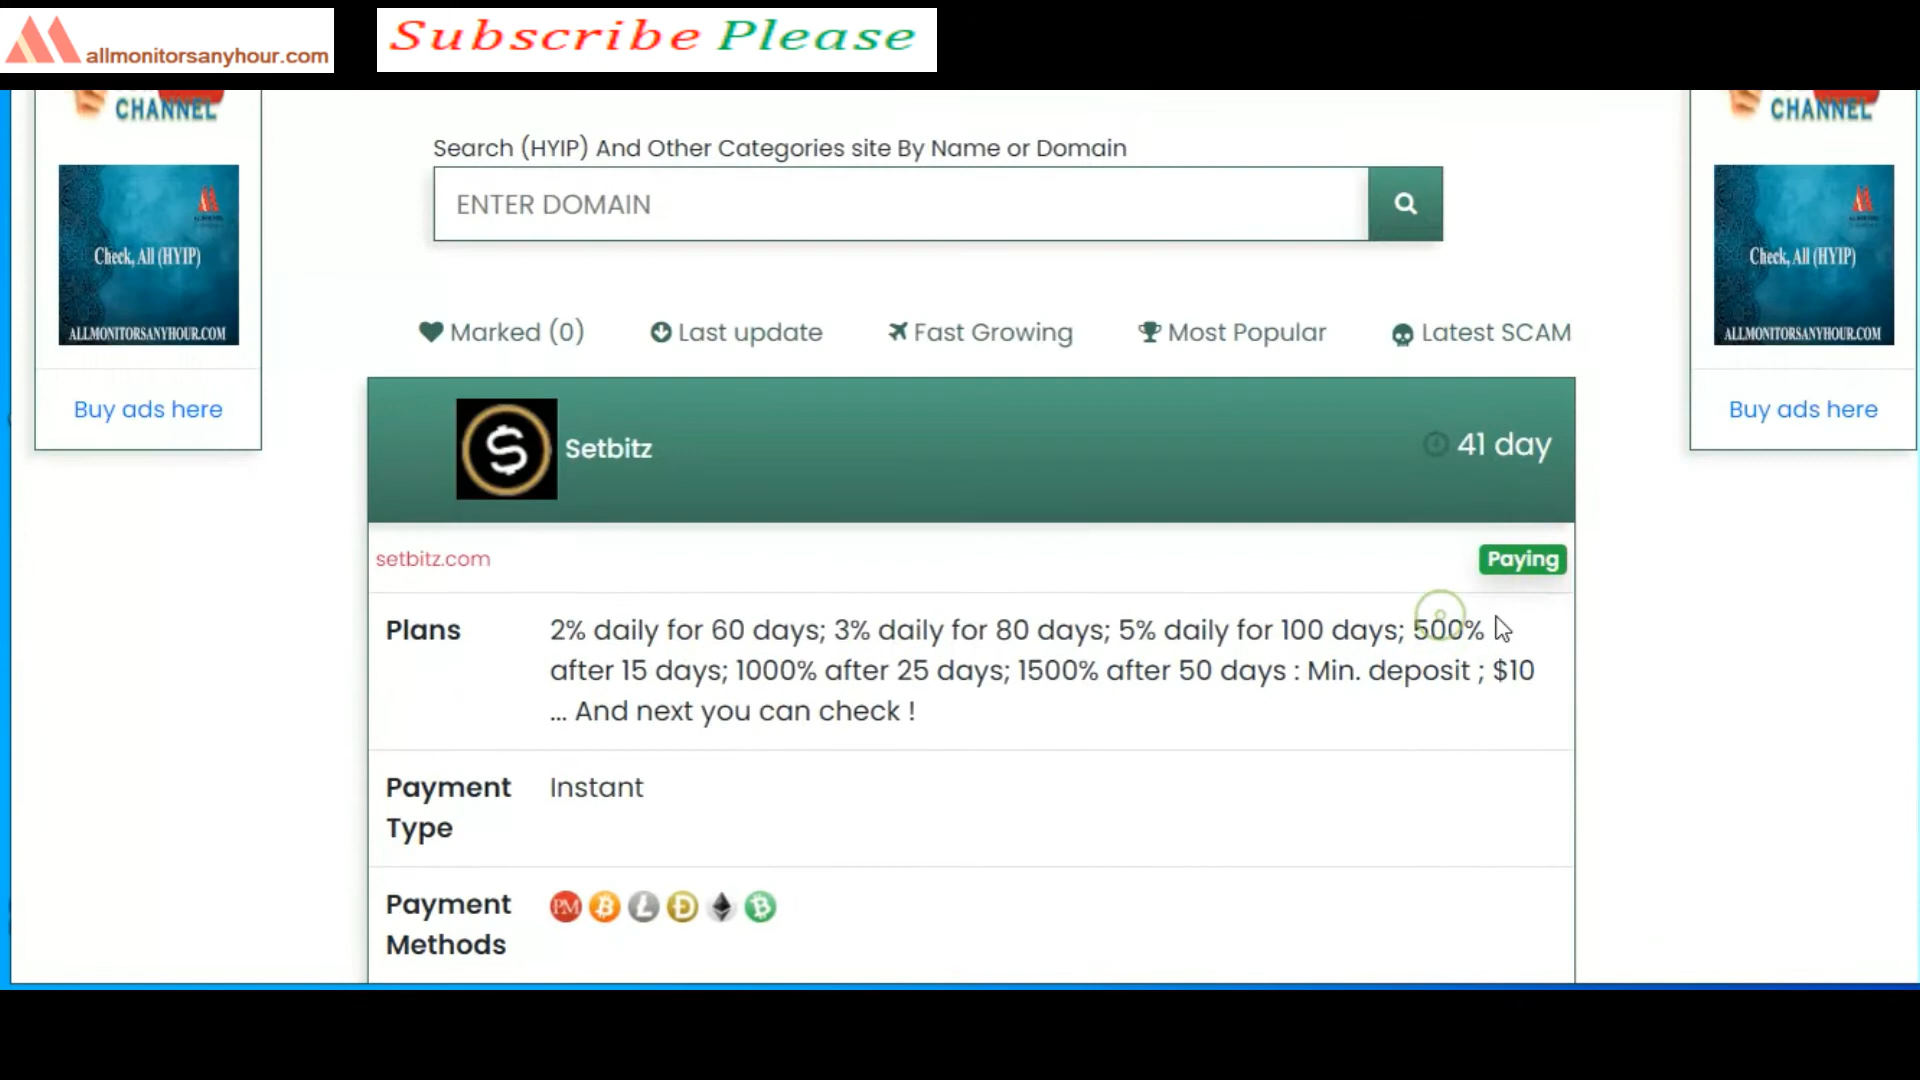 allmonitorsanyhour.com
Subscribe Please
CHANNEL
Check, All (HYIP)
ALLMONITORSANYHOUR.COM
Buy ads here
Search (HYIP) And Other Categories site By Name or Domain
ENTER DOMAIN
Marked (0) Last update Fast Growing Most Popular Latest SCAM
Setbitz 41 day
setbitz.com Paying
Plans 2% daily for 60 days; 3% daily for 80 days; 5% daily for 100 days; 500%
after 15 days; 1000% after 25 days; 1500% after 50 days : Min. deposit ; $10
... And next you can check !
Payment Instant
Type
Payment
Methods
PM
CHANNEL
Check, All (HYIP)
ALLMONITORSANYHOUR.COM
Buy ads here